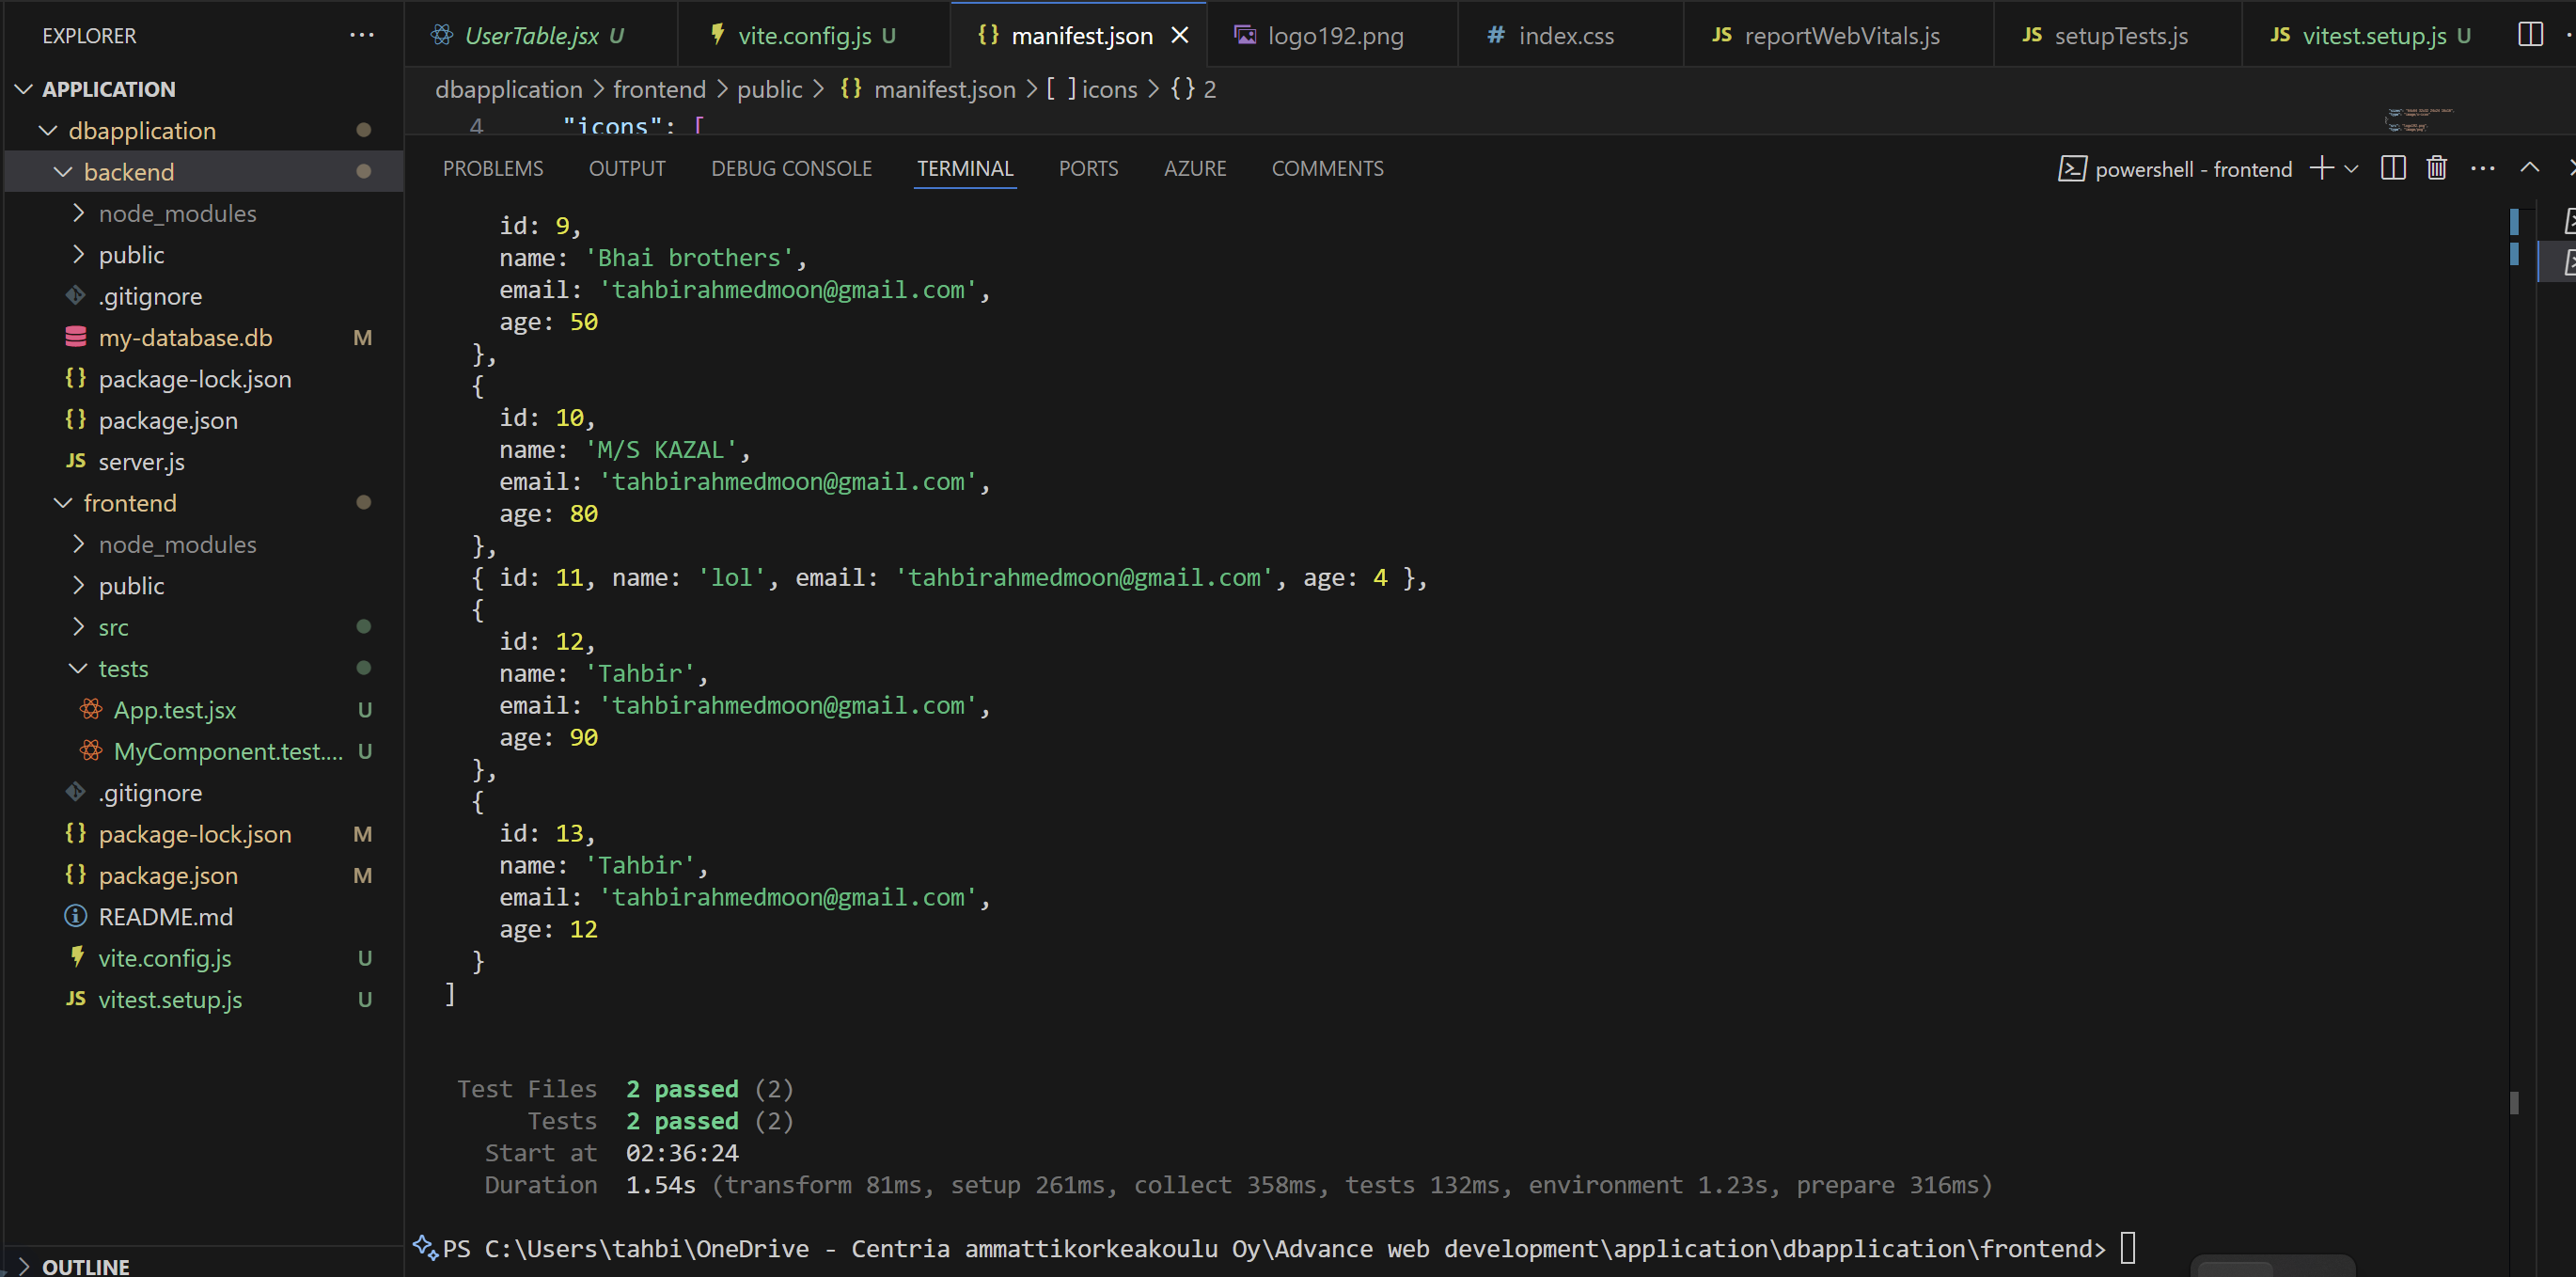 EXPLORER
APPLICATION
dbapplication
backend
node_modules
public
.gitignore
my-database.db M
package-lock.json
package.json
JS server.js
frontend
node_modules
public
src
tests
App.test.jsx U
MyComponent.test.... U
.gitignore
package-lock.json M
package.json M
README.md
vite.config.js U
JS vitest.setup.js U
OUTLINE
UserTable.jsx U
vite.config.js U
{} manifest.json
logo192.png
# index.css
JS reportWebVitals.js
JS setupTests.js
JS vitest.setup.js U
dbapplication > frontend > public > {} manifest.json > [ ] icons > {} 2
4 "icons": [
PROBLEMS OUTPUT DEBUG CONSOLE TERMINAL PORTS AZURE COMMENTS
powershell - frontend
id: 9,
name: 'Bhai brothers',
email: 'tahbirahmedmoon@gmail.com',
age: 50
},
{
id: 10,
name: 'M/S KAZAL',
email: 'tahbirahmedmoon@gmail.com',
age: 80
},
{ id: 11, name: 'lol', email: 'tahbirahmedmoon@gmail.com', age: 4 },
{
id: 12,
name: 'Tahbir',
email: 'tahbirahmedmoon@gmail.com',
age: 90
},
{
id: 13,
name: 'Tahbir',
email: 'tahbirahmedmoon@gmail.com',
age: 12
}
]
Test Files 2 passed (2)
Tests 2 passed (2)
Start at 02:36:24
Duration 1.54s (transform 81ms, setup 261ms, collect 358ms, tests 132ms, environment 1.23s, prepare 316ms)
PS C:\Users\tahbi\OneDrive - Centria ammattikorkeakoulu Oy\Advance web development\application\dbapplication\frontend>